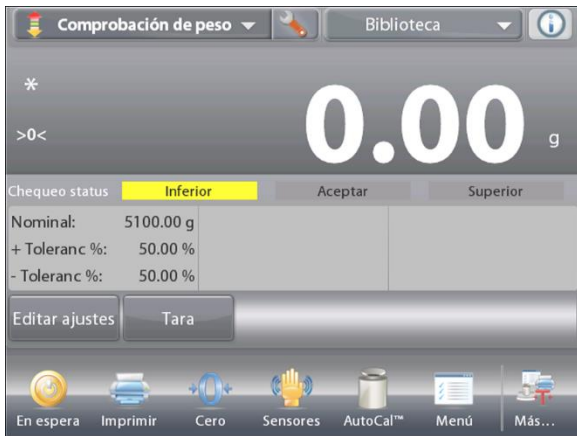 Comprobación de peso
Biblioteca
*
>0<
0.00 g
Chequeo status Inferior Aceptar Superior
Nominal: 5100.00 g
+ Toleranc %: 50.00 %
- Toleranc %: 50.00 %
Editar ajustes Tara
En espera Imprimir Cero Sensores AutoCal™ Menú Más...